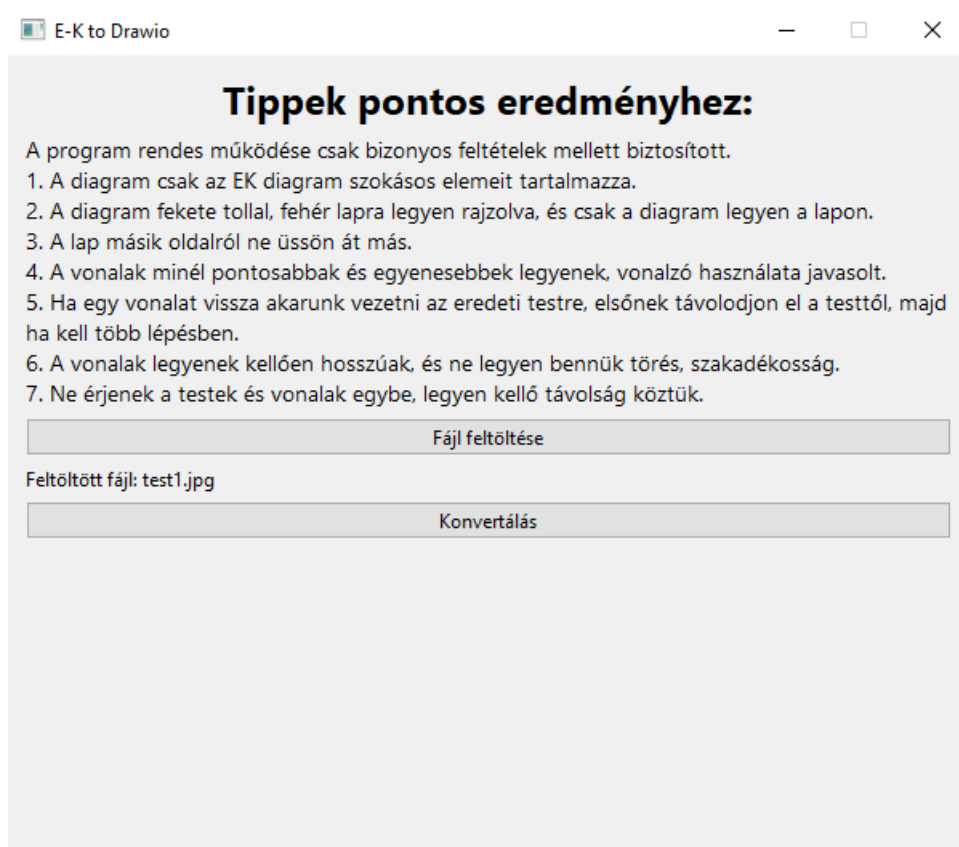 E-K to Drawio
Tippek pontos eredményhez:
A program rendes működése csak bizonyos feltételek mellett biztosított.
1. A diagram csak az EK diagram szokásos elemeit tartalmazza.
2. A diagram fekete tollal, fehér lapra legyen rajzolva, és csak a diagram legyen a lapon.
3. A lap másik oldalról ne üssön át más.
4. A vonalak minél pontosabbak és egyenesebbek legyenek, vonalzó használata javasolt.
5. Ha egy vonalat vissza akarunk vezetni az eredeti testre, elsőnek távolodjon el a testtől, majd
ha kell több lépésben.
6. A vonalak legyenek kellően hosszúak, és ne legyen bennük törés, szakadékosság.
7. Ne érjenek a testek és vonalak egybe, legyen kellő távolság köztük.
Fájl feltöltése
Feltöltött fájl: test1.jpg
Konvertálás